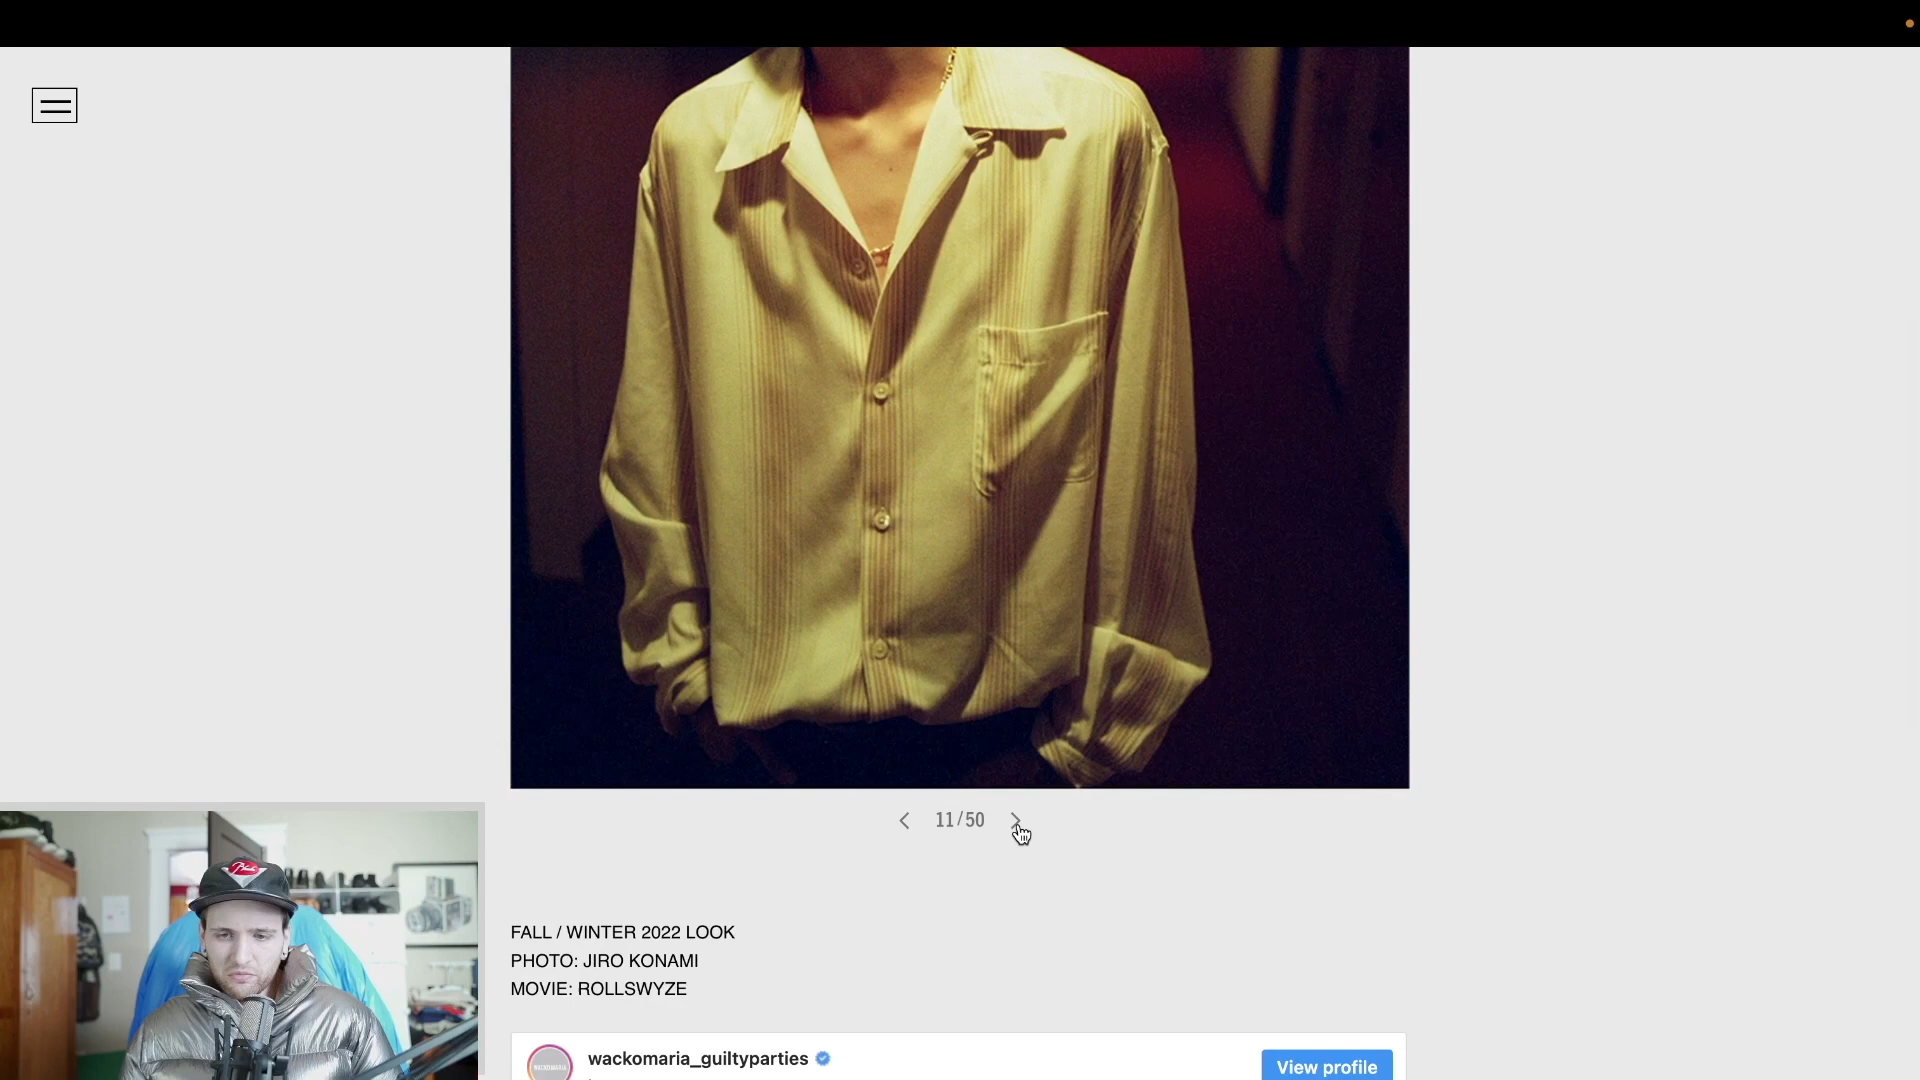 11/50
FALL / WINTER 2022 LOOK
PHOTO: JIRO KONAMI
MOVIE: ROLLSWYZE
wackomaria_guiltyparties
View profile